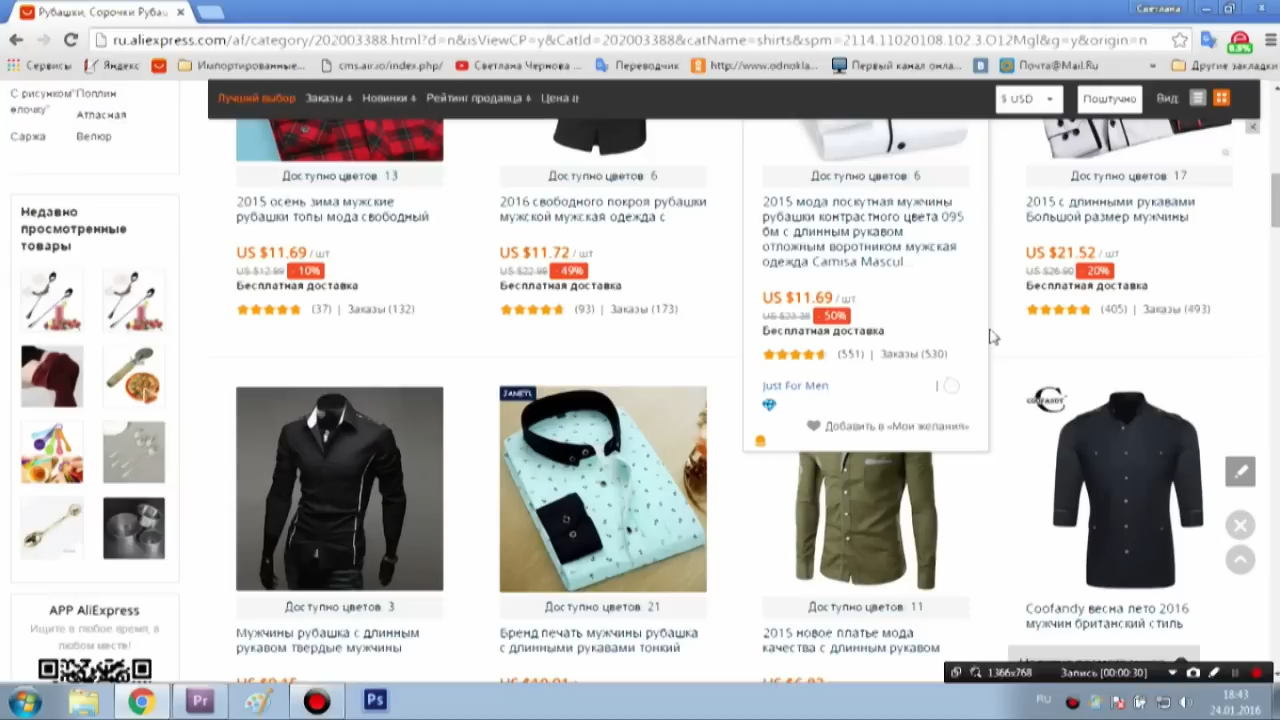 Рубашки, Сорочки Рубаш
Светлана
ru.aliexpress.com/af/category/202003388.html?d=n&isViewCP=y&CatId=202003388&catName=shirts&spm=2114.11020108.102.3.O12Mgl&g=y&origin=n
Сервисы
Яндекс
Импортированные...
cms.air.io/index.php/
Светлана Чернова ...
Переводчик
http://www.odnokla...
Первый канал онла...
Почта@Mail.Ru
»
Другие закладки
С рисунком"Поплин
елочку"
Атласная
Саржа
Велюр
Лучший выбор
Заказы
Новинки
Рейтинг продавца
Цена
$ USD
Поштучно
Вид:
Недавно
просмотренные
товары
Доступно цветов 13
2015 осень зима мужские
рубашки топы мода свободный
US $11.69 / шт
US $12.99 - 10%
Бесплатная доставка
(37) | Заказы (132)
Доступно цветов 6
2016 свободного покроя рубашки
мужской мужская одежда с
US $11.72 / шт
US $22.99 - 49%
Бесплатная доставка
(93) | Заказы (173)
Доступно цветов 6
2015 мода лоскутная мужчины
рубашки контрастного цвета 095
бм с длинным рукавом
отложным воротником мужская
одежда Camisa Mascul...
US $11.69 / шт
US $23.38 - 50%
Бесплатная доставка
(551) | Заказы (530)
Just For Men
|
Добавить в «Мои желания»
Доступно цветов 17
2015 с длинными рукавами
Большой размер мужчины
US $21.52 / шт
US $26.90 - 20%
Бесплатная доставка
(405) | Заказы (493)
JANEYL
COOFANDY
Доступно цветов 3
Мужчины рубашка с длинным
рукавом твердые мужчины
Доступно цветов 21
Бренд печать мужчины рубашка
с длинными рукавами тонкий
Доступно цветов 11
2015 новое платье мода
качества с длинным рукавом
Coofandy весна лето 2016
мужчин британский стиль
APP AliExpress
Ищите в любое время, в
любом месте!
1366x768
Запись [00:00:30]
Pr
Ps
RU
18:43
24.01.2016